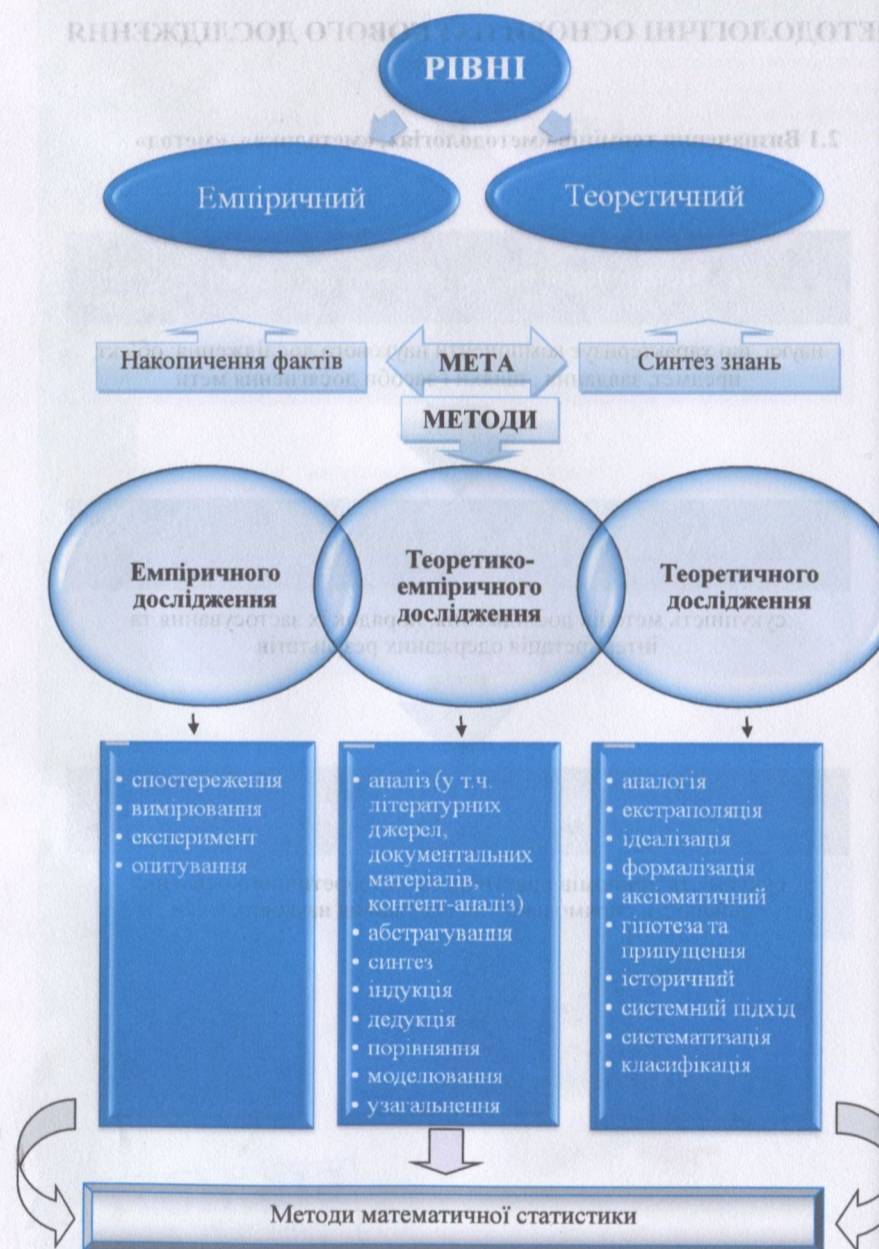 РІВНІ
Емпіричний
Теоретичний
Накопичення фактів
МЕТА
Синтез знань
МЕТОДИ
Емпіричного
дослідження
Теоретико-
емпіричного
дослідження
Теоретичного
дослідження
• спостереження
• вимірювання
• експеримент
• опитування
• аналіз (у т.ч.
літературних
джерел,
документальних
матеріалів,
контент-аналіз)
• абстрагування
• синтез
• індукція
• дедукція
• порівняння
• моделювання
• узагальнення
• аналогія
• екстраполяція
• ідеалізація
• формалізація
• аксіоматичний
• гіпотеза та
припущення
• історичний
• системний підхід
• систематизація
• класифікація
Методи математичної статистики